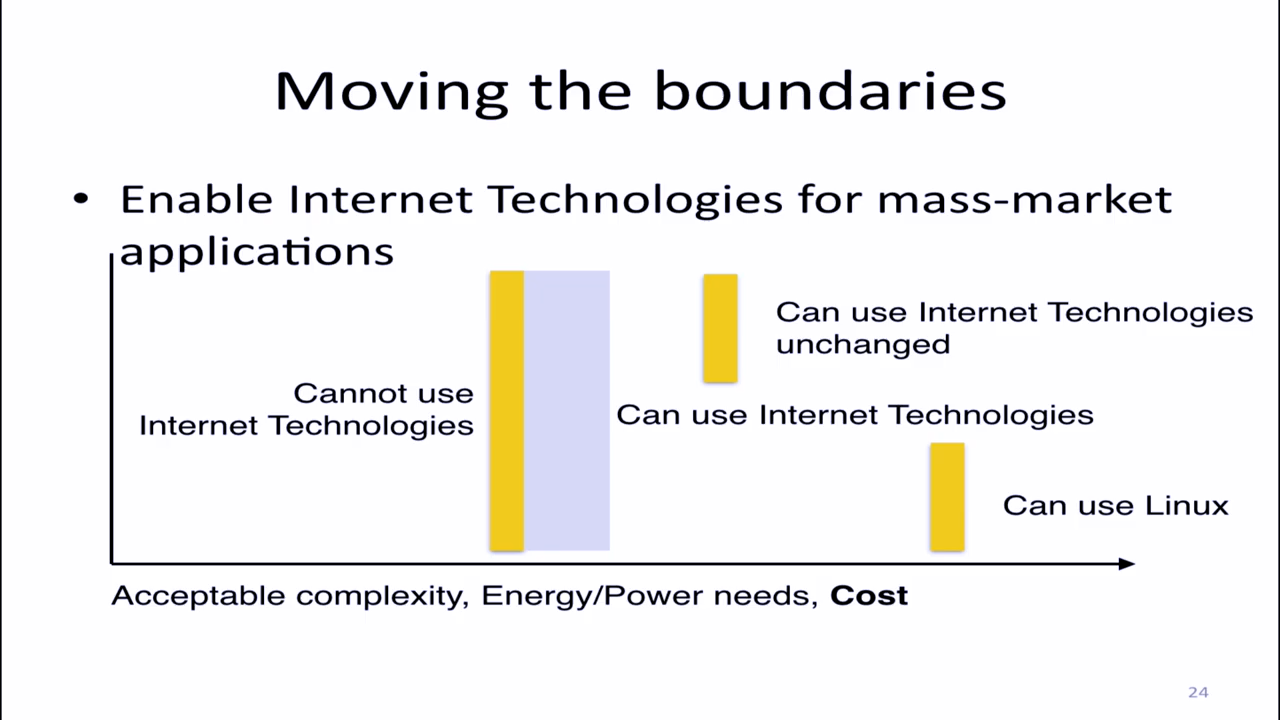 Moving the boundaries
• Enable Internet Technologies for mass-market
applications
Can use Internet Technologies
unchanged
Cannot use
Internet Technologies
Can use Internet Technologies
Can use Linux
Acceptable complexity, Energy/Power needs, Cost
24